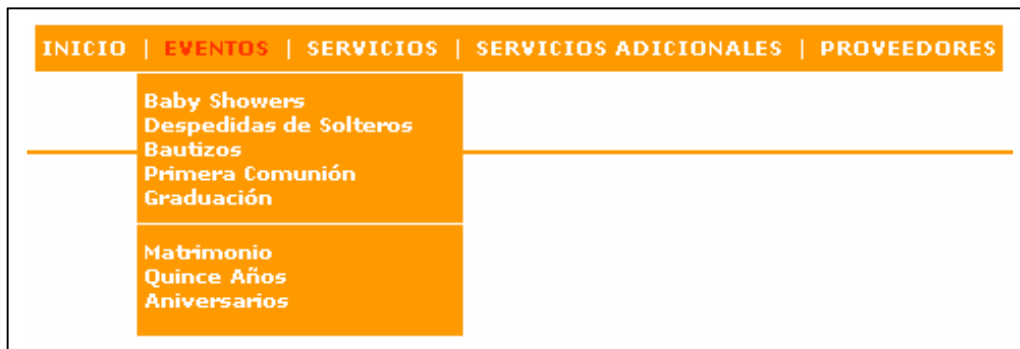 INICIO | EVENTOS | SERVICIOS | SERVICIOS ADICIONALES | PROVEEDORES
Baby Showers
Despedidas de Solteros
Bautizos
Primera Comunión
Graduación
Matrimonio
Quince Años
Aniversarios